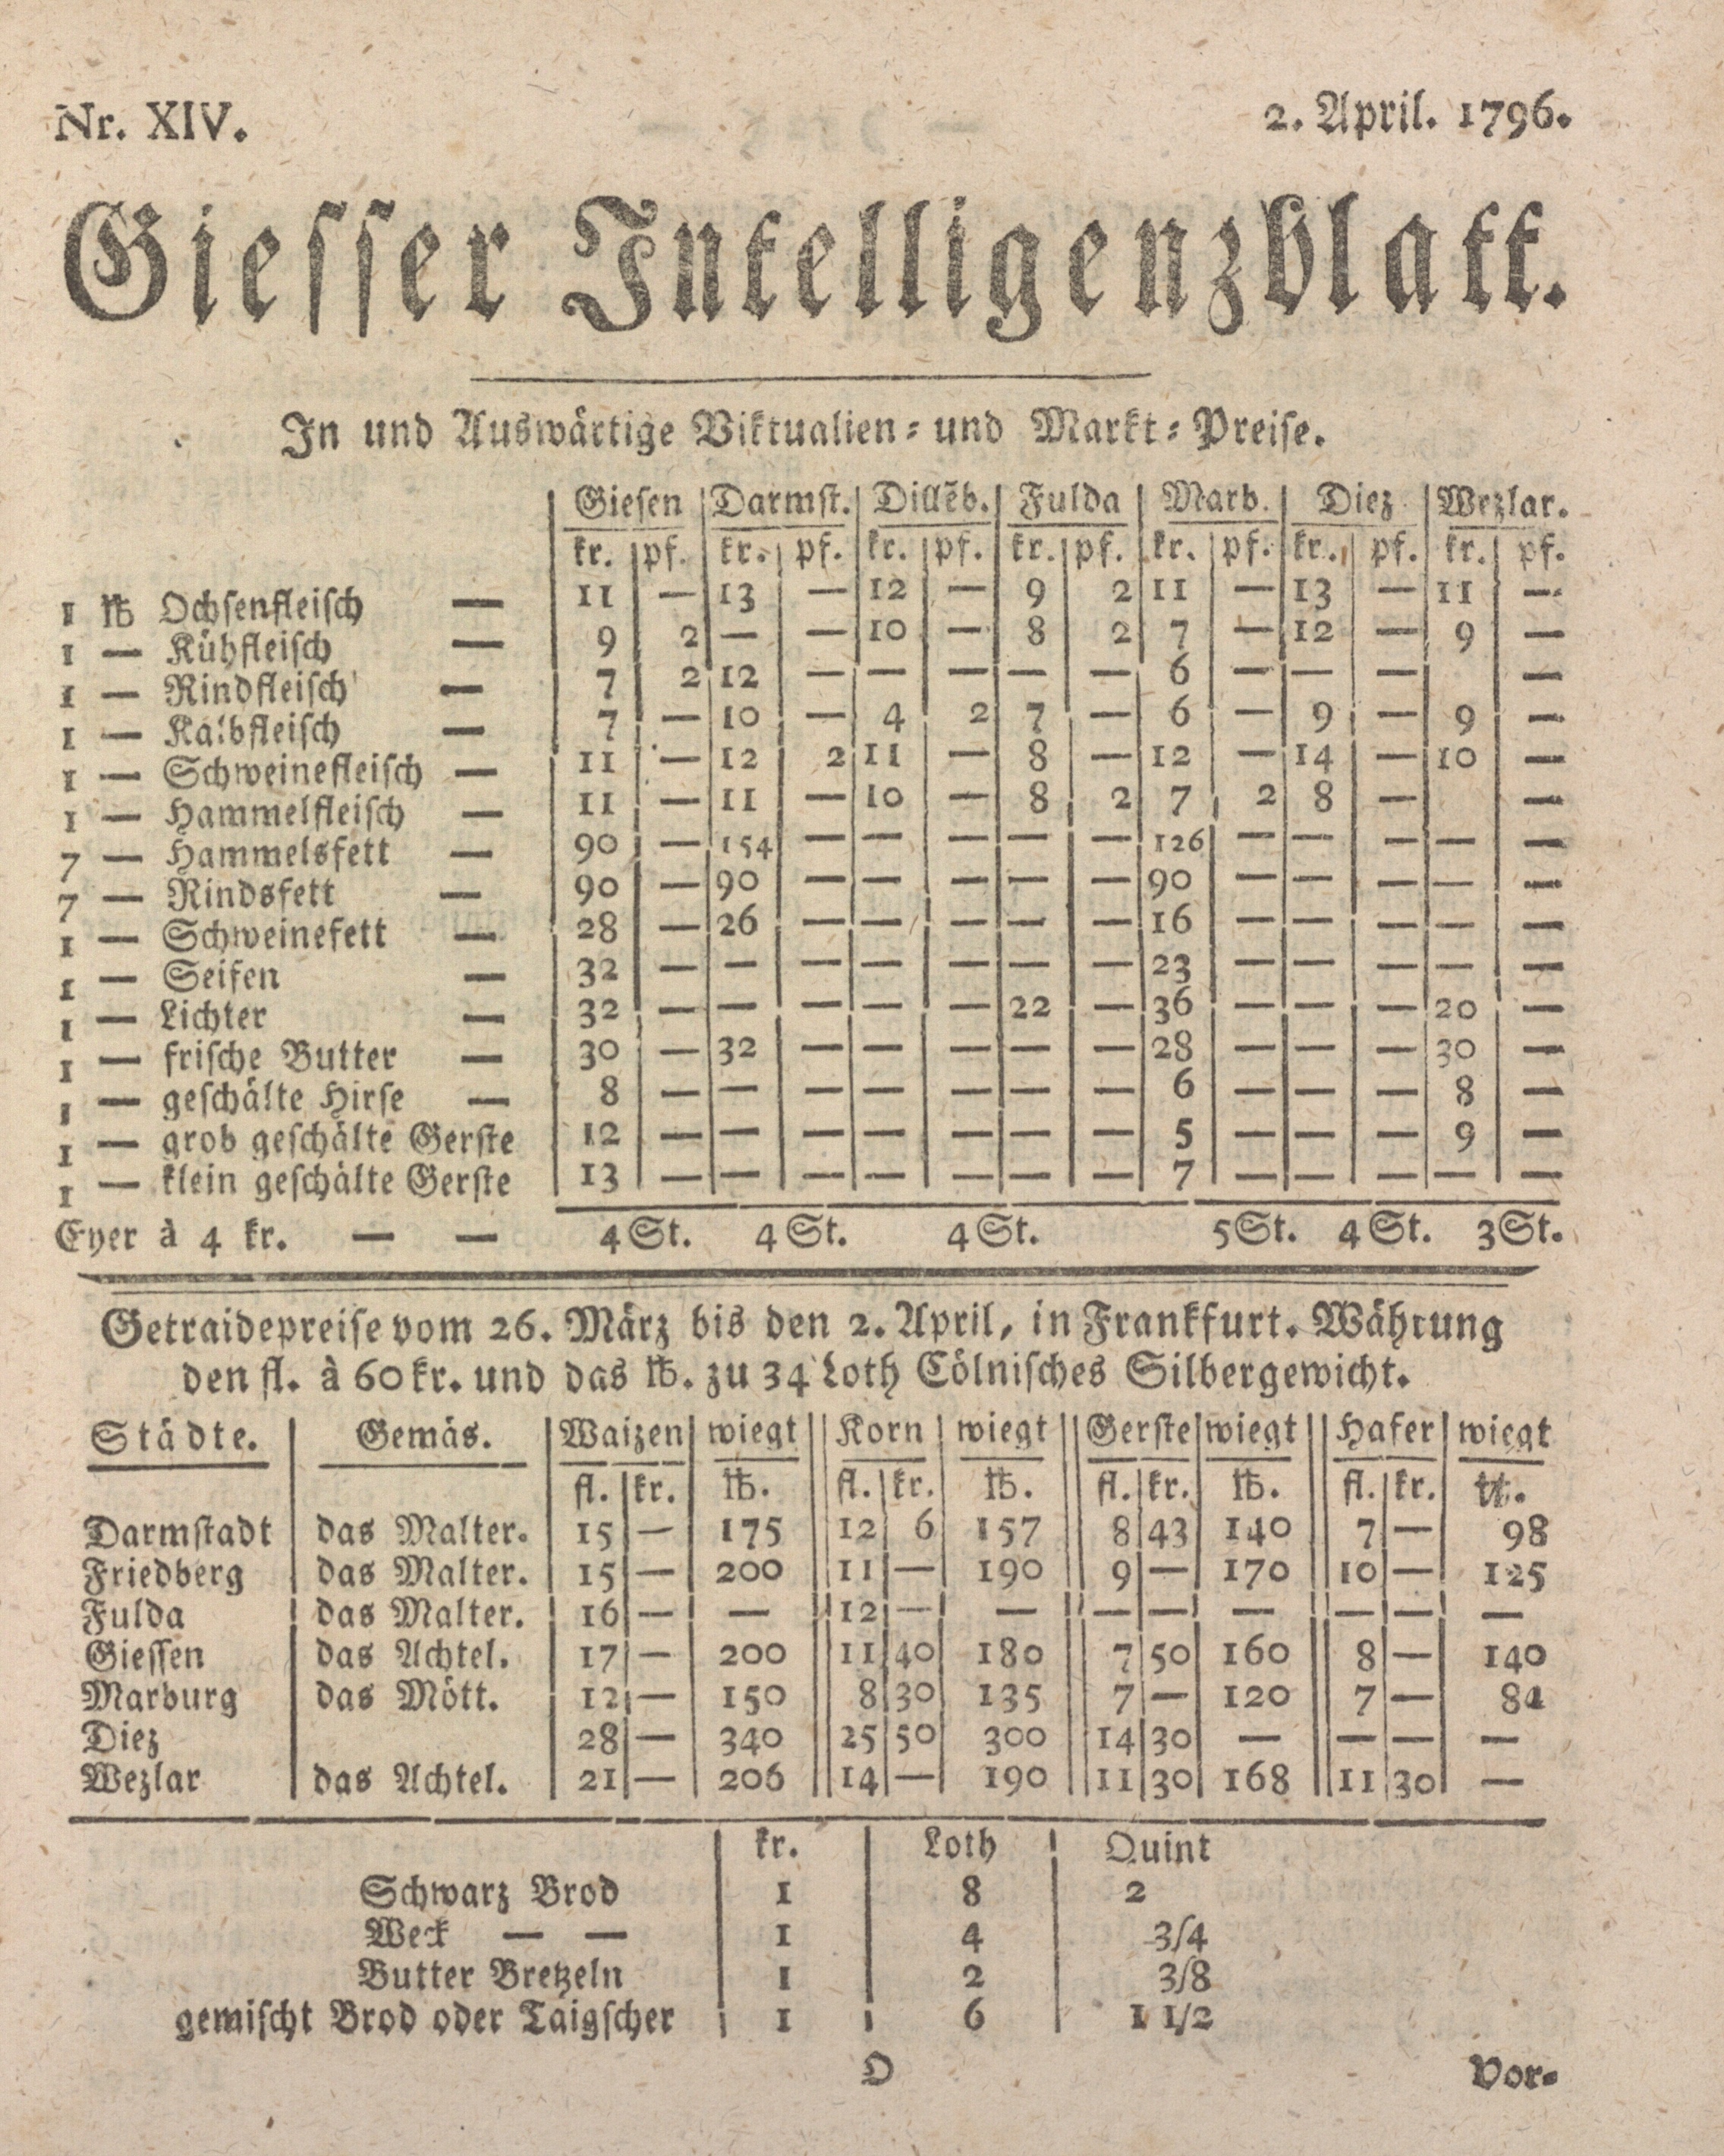 Nr. XIV. 2. April. 1796.
Giesser Intelligenzblatt.
In und Auswärtige Viktualien- und Markt-Preise.
Giesen Darmst. Dillēb. Fulda Marb. Diez Wezlar.
kr. pf. kr. pf. kr. pf. kr. pf. kr. pf. kr. pf. kr. pf.
1 ℔ Ochsenfleisch — 11 — 13 — 12 — 9 2 11 — 13 — 11 —
1 — Kühfleisch — 9 2 — — 10 — 8 2 7 — 12 — 9 —
1 — Rindfleisch — 7 2 12 — — — — — 6 — — — —
1 — Kalbfleisch — 7 — 10 — 4 2 7 — 6 — 9 — 9 —
1 — Schweinefleisch — 11 — 12 2 11 — 8 — 12 — 14 — 10 —
1 — Hammelfleisch — 11 — 11 — 10 — 8 2 7 2 8 — —
7 — Hammelsfett — 90 — 154 — — — — — 126 — — — — —
7 — Rindsfett — 90 — 90 — — — — — 90 — — — — —
1 — Schweinefett — 28 — 26 — — — — — 16 — — — — —
1 — Seifen — 32 — — — — — — — 23 — — — — —
1 — Lichter — 32 — — — — — 22 — 36 — — — 20 —
1 — frische Butter — 30 — 32 — — — — — 28 — — — 30 —
1 — geschälte Hirse — 8 — — — — — — — 6 — — — 8 —
1 — grob geschälte Gerste 12 — — — — — — — 5 — — — 9 —
1 — klein geschälte Gerste 13 — — — — — — — 7 — — — — —
Eyer à 4 kr. — — 4 St. 4 St. 4 St. 5 St. 4 St. 3 St.
Getraidepreise vom 26. März bis den 2. April, in Frankfurt. Währung
den fl. à 60 kr. und das ℔. zu 34 Loth Cölnisches Silbergewicht.
Städte. Gemäs. Waizen wiegt Korn wiegt Gerste wiegt Hafer wiegt
fl. kr. ℔. fl. kr. ℔. fl. kr. ℔. fl. kr. ℔.
Darmstadt das Malter. 15 — 175 12 6 157 8 43 140 7 — 98
Friedberg das Malter. 15 — 200 11 — 190 9 — 170 10 — 125
Fulda das Malter. 16 — — 12 — — — — — — — —
Giessen das Achtel. 17 — 200 11 40 180 7 50 160 8 — 140
Marburg das Mött. 12 — 150 8 30 135 7 — 120 7 — 84
Diez 28 — 340 25 50 300 14 30 — — — —
Wezlar das Achtel. 21 — 206 14 — 190 11 30 168 11 30 —
kr. Loth Quint
Schwarz Brod 1 8 2
Weck — — 1 4 3/4
Butter Bretzeln 1 2 3/8
gemischt Brod oder Taigscher 1 6 1 1/2
O Vor-